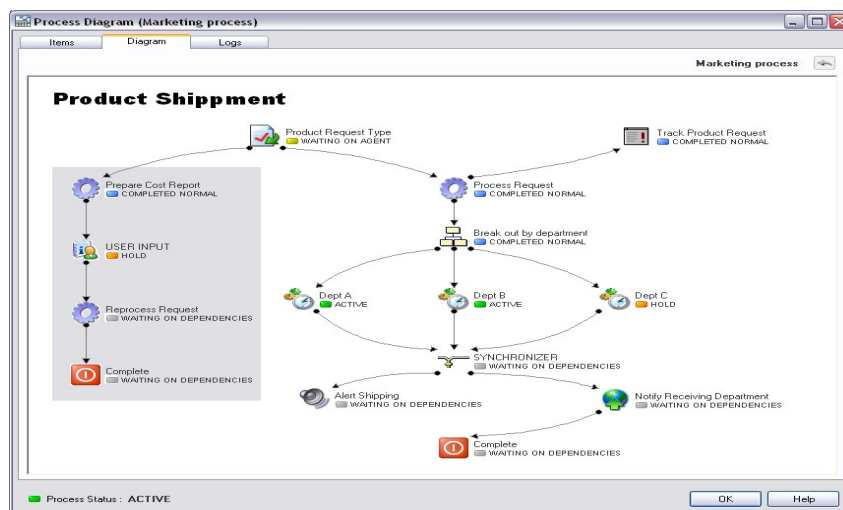 Process Diagram (Marketing process)
Items
Diagram
Logs
Marketing process
Product Shippment
Product Request Type
WAITING ON AGENT
Track Product Request
COMPLETED NORMAL
Prepare Cost Report
COMPLETED NORMAL
Process Request
COMPLETED NORMAL
USER INPUT
HOLD
Break out by department
COMPLETED NORMAL
Dept A
ACTIVE
Dept B
ACTIVE
Dept C
HOLD
Reprocess Request
WAITING ON DEPENDENCIES
SYNCHRONIZER
WAITING ON DEPENDENCIES
Complete
WAITING ON DEPENDENCIES
Alert Shipping
WAITING ON DEPENDENCIES
Notify Receiving Department
WAITING ON DEPENDENCIES
Complete
WAITING ON DEPENDENCIES
Process Status : ACTIVE
OK
Help